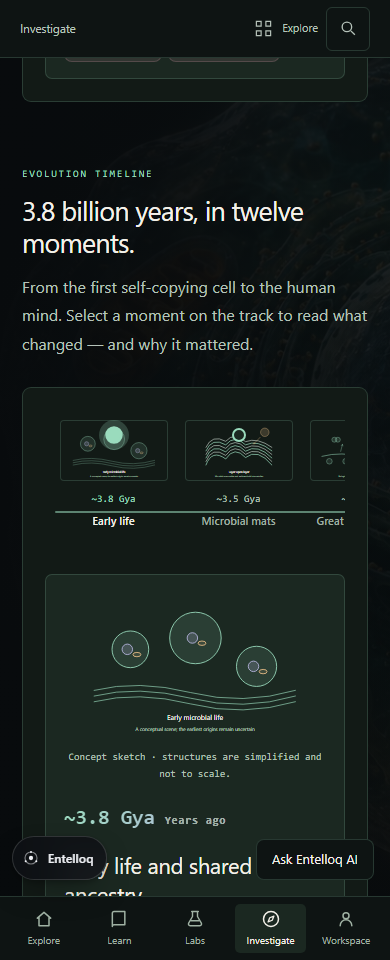 Investigate
Explore
EVOLUTION TIMELINE
3.8 billion years, in twelve
moments.
From the first self-copying cell to the human
mind. Select a moment on the track to read what
changed — and why it mattered.
~3.8 Gya
~3.5 Gya
~
Early life
Microbial mats
Great
Early microbial life
A conceptual scene; the earliest origins remain uncertain
Concept sketch · structures are simplified and
not to scale.
~3.8 Gya Years ago
life and shared
ancestry
Entelloq
Ask Entelloq AI
Explore
Learn
Labs
Investigate
Workspace